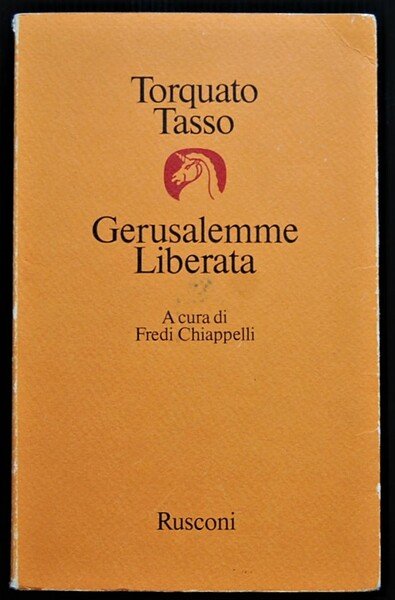 Torquato
Tasso
Gerusalemme
Liberata
A cura di
Fredi Chiappelli
Rusconi